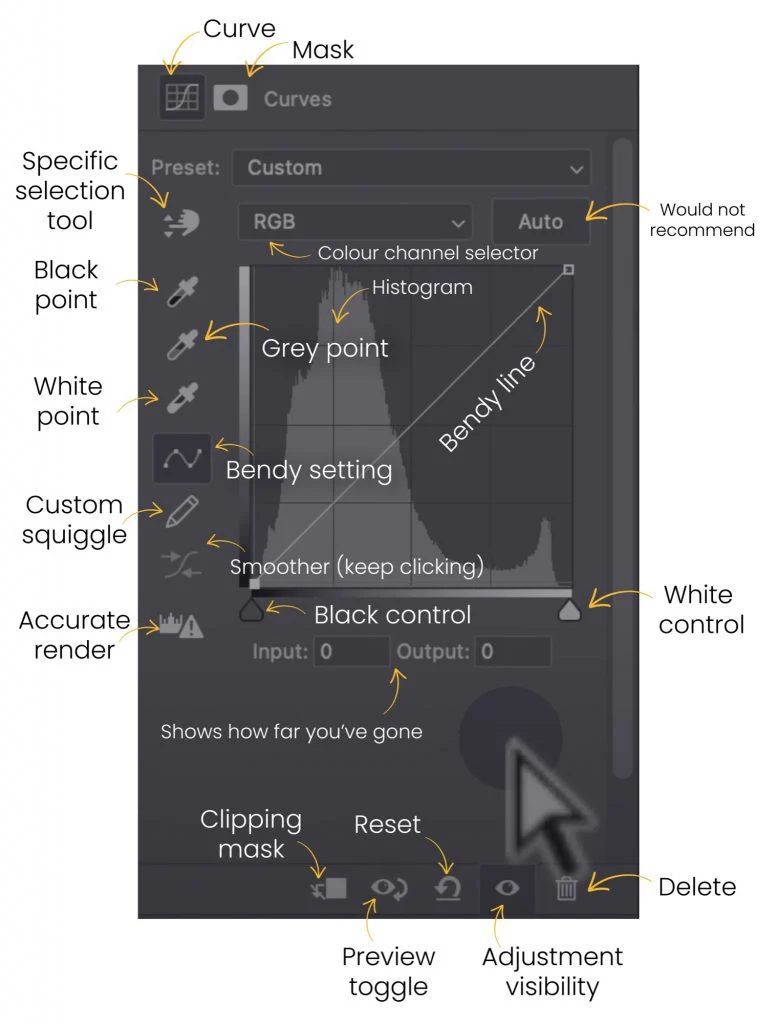 Curve
Mask
Curves
Preset:
Custom
Specific
selection
tool
RGB
Auto
Would not
recommend
Colour channel selector
Black
point
Histogram
Grey point
White
point
Bendy line
Bendy setting
Custom
squiggle
Smoother (keep clicking)
Accurate
render
Black control
White
control
Input: 0 Output: 0
Shows how far you’ve gone
Clipping
mask
Reset
Delete
Preview
toggle
Adjustment
visibility